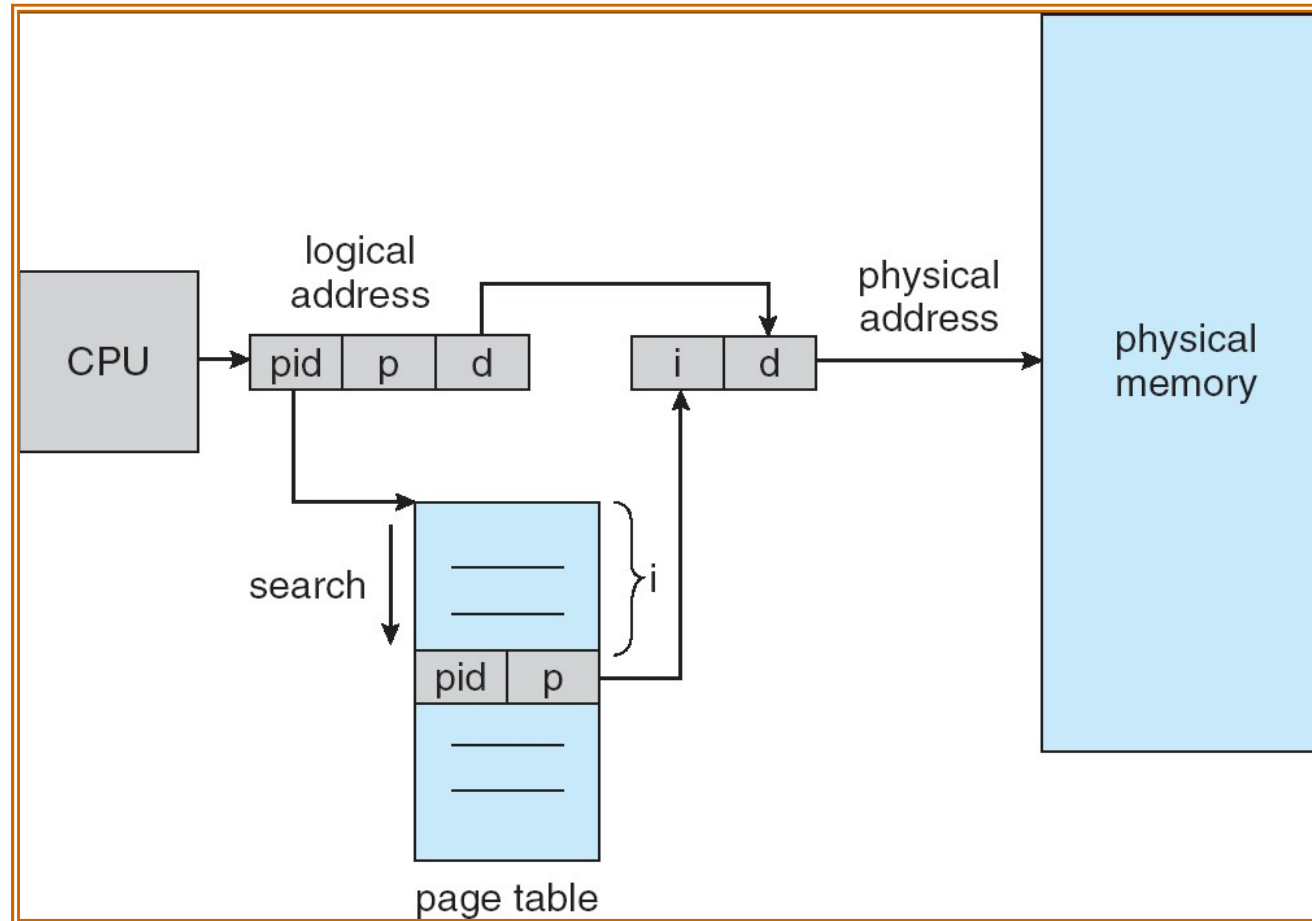 logical
address
CPU
pid p d
i d
physical
address
physical
memory
search
i
pid p
page table